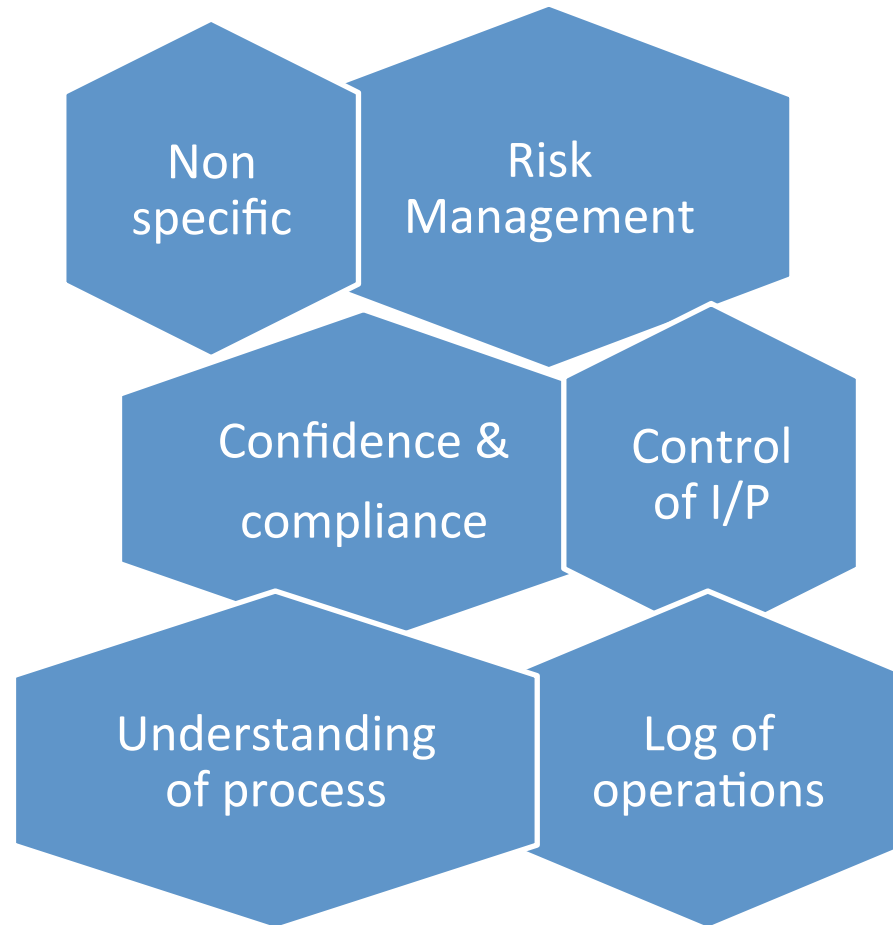 Non
specific
Risk
Management
Confidence &
compliance
Control
of I/P
Understanding
of process
Log of
operations